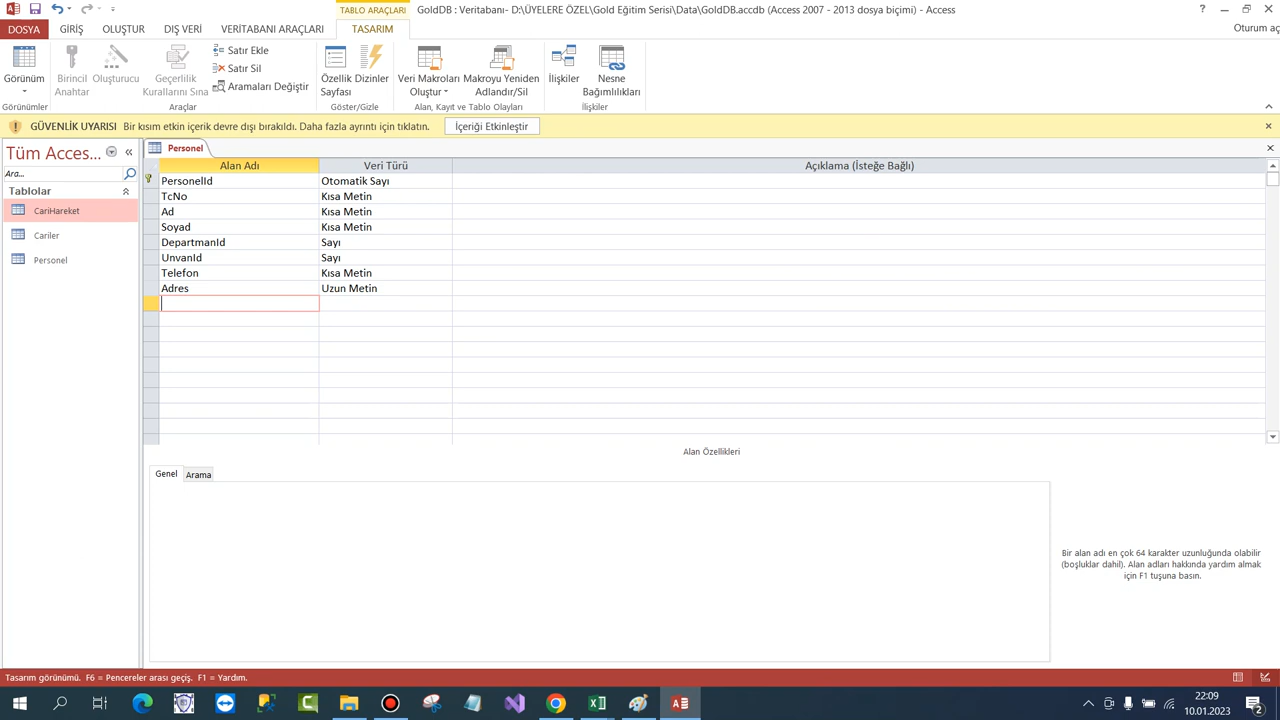 TABLO ARAÇLARI
GoldDB : Veritabanı- D:\ÜYELERE ÖZEL\Gold Eğitim Serisi\Data\GoldDB.accdb (Access 2007 - 2013 dosya biçimi) - Access
DOSYA GİRİŞ OLUŞTUR DIŞ VERİ VERİTABANI ARAÇLARI TASARIM Oturum aç
Görünüm
Birincil Anahtar
Oluşturucu
Geçerlilik Kurallarını Sına
Satır Ekle
Satır Sil
Aramaları Değiştir
Özellik Sayfası
Dizinler
Veri Makroları Oluştur
Makroyu Yeniden Adlandır/Sil
İlişkiler
Nesne Bağımlılıkları
Görünümler Araçlar Göster/Gizle Alan, Kayıt ve Tablo Olayları İlişkiler
GÜVENLİK UYARISI Bir kısım etkin içerik devre dışı bırakıldı. Daha fazla ayrıntı için tıklatın. İçeriği Etkinleştir
Tüm Acces...
Ara...
Tablolar
CariHareket
Cariler
Personel
Personel
Alan Adı Veri Türü Açıklama (İsteğe Bağlı)
PersonelId Otomatik Sayı
TcNo Kısa Metin
Ad Kısa Metin
Soyad Kısa Metin
DepartmanId Sayı
UnvanId Sayı
Telefon Kısa Metin
Adres Uzun Metin
Alan Özellikleri
Genel Arama
Bir alan adı en çok 64 karakter uzunluğunda olabilir
(boşluklar dahil). Alan adları hakkında yardım almak
için F1 tuşuna basın.
Tasarım görünümü. F6 = Pencereler arası geçiş. F1 = Yardım.
22:09
10.01.2023
2